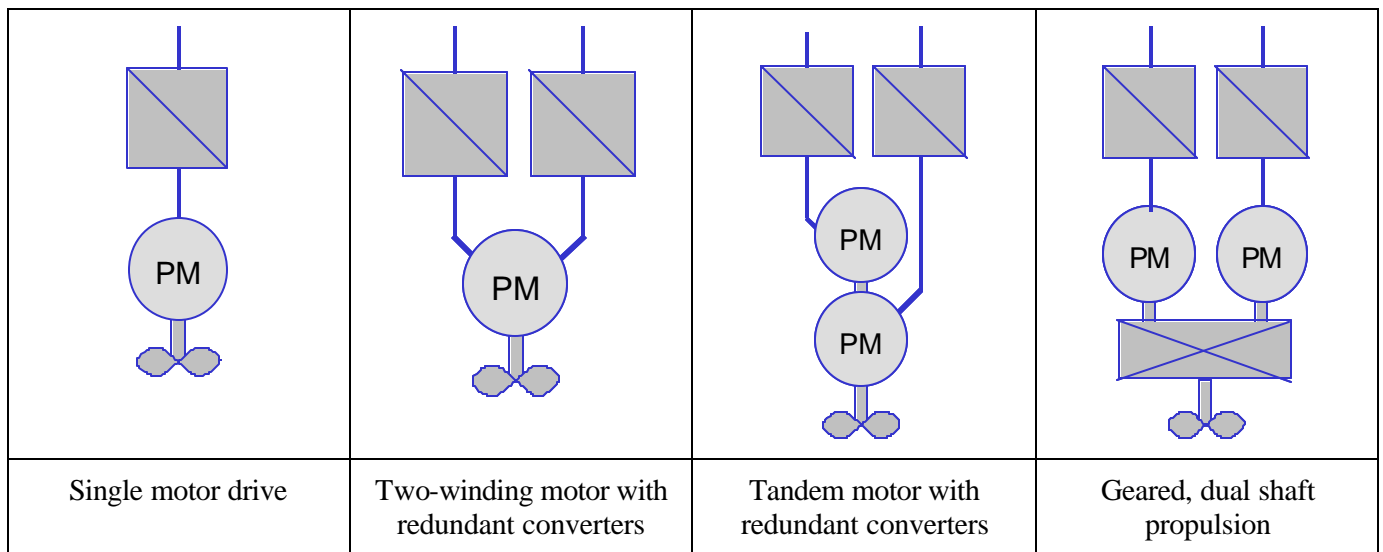 PM
PM
PM
PM
PM
PM
Single motor drive
Two-winding motor with
redundant converters
Tandem motor with
redundant converters
Geared, dual shaft
propulsion